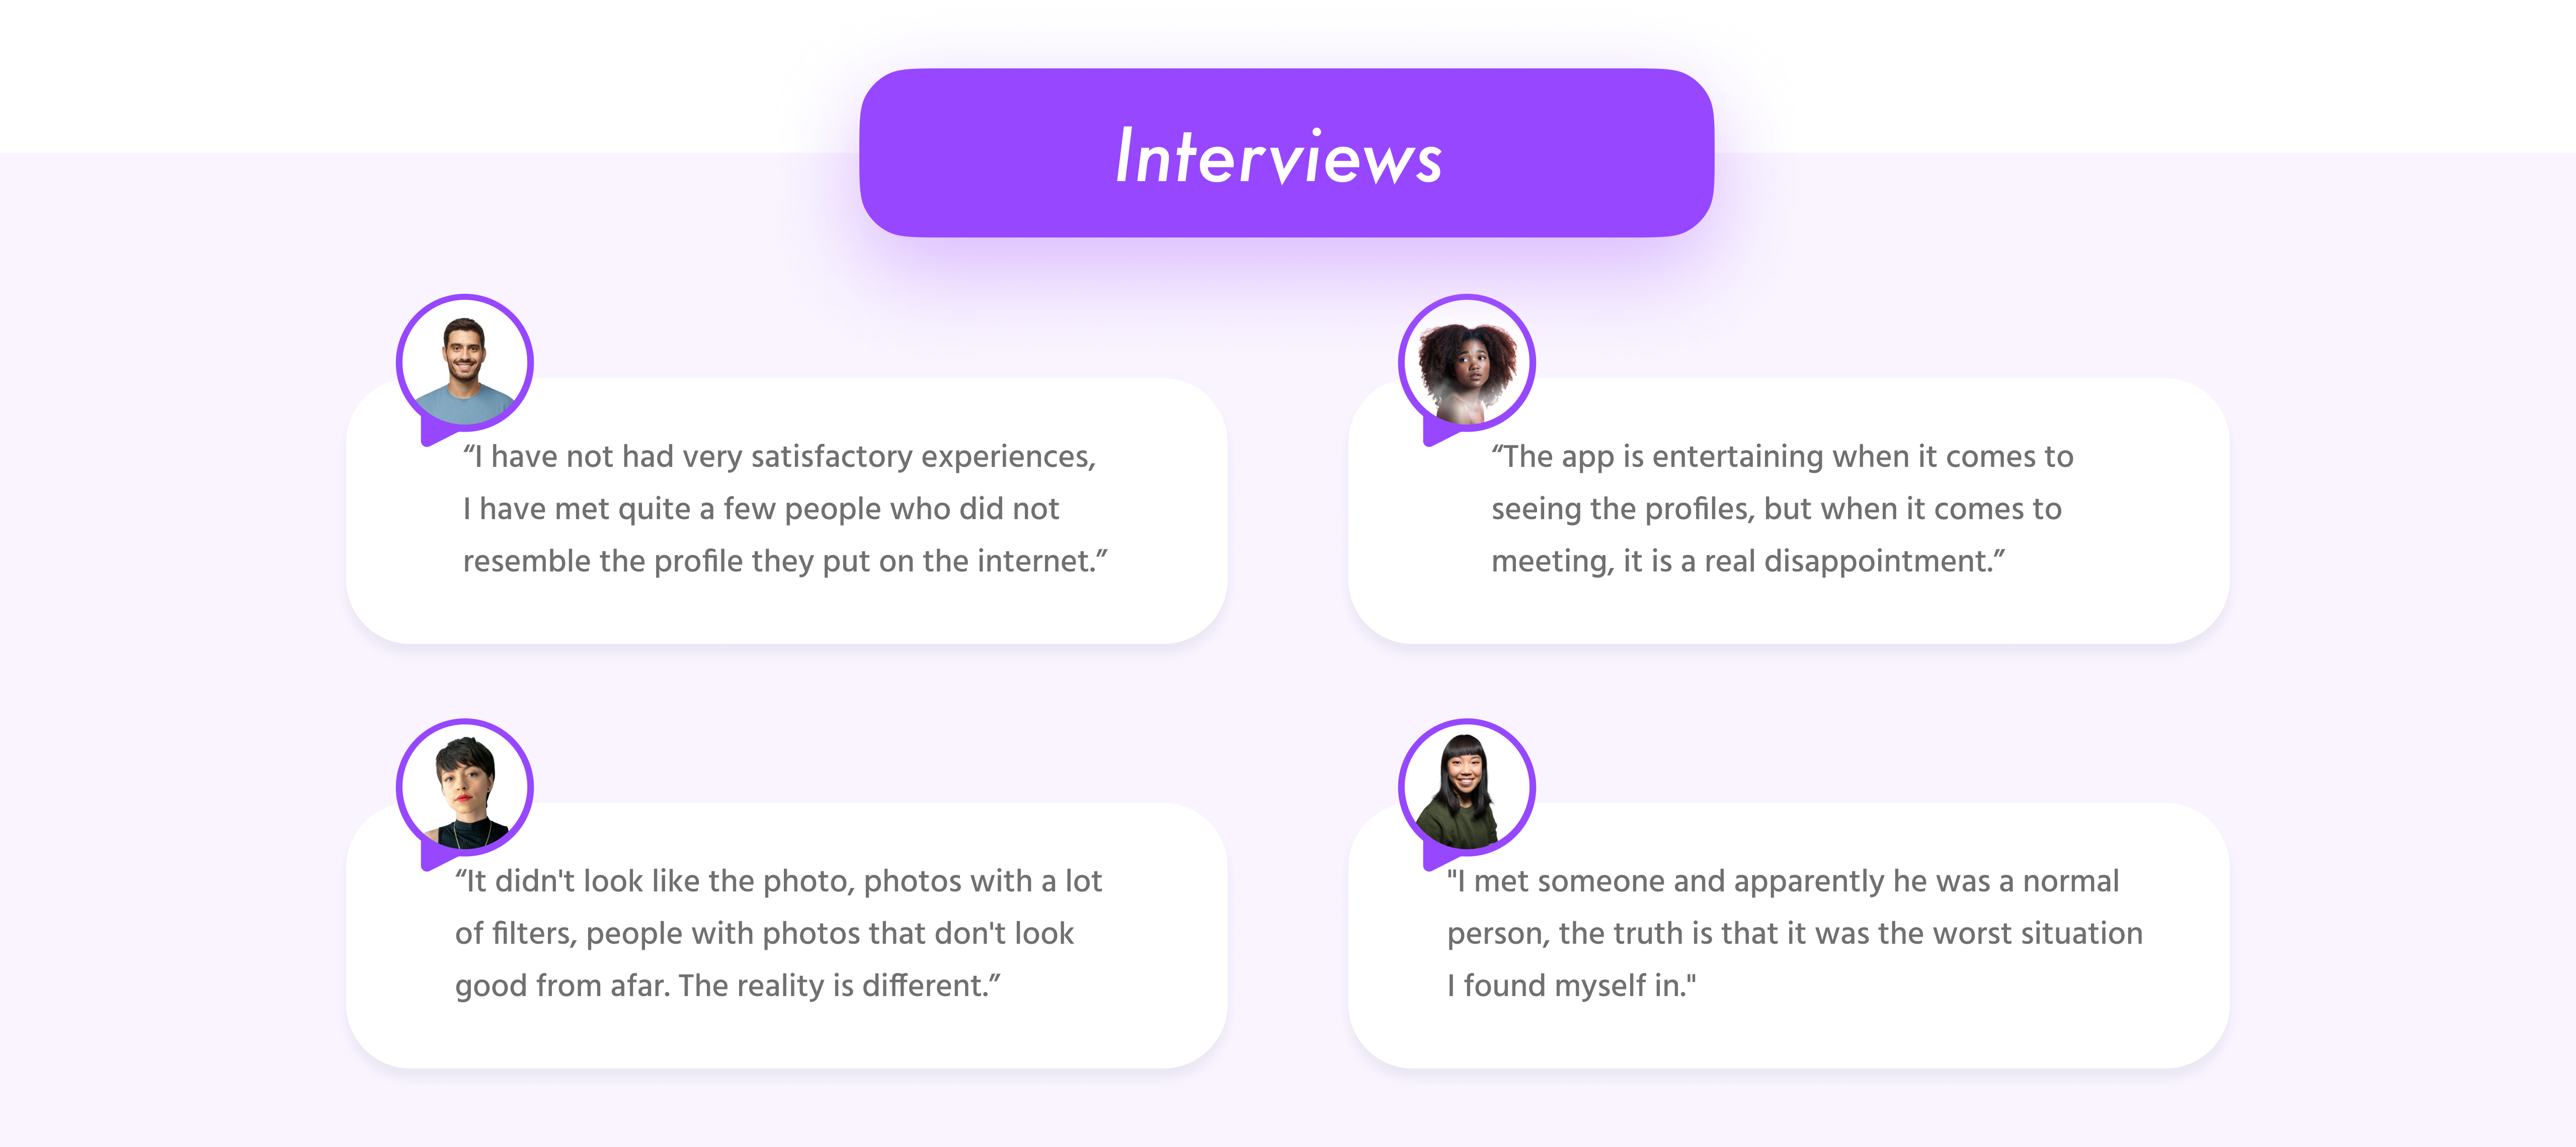 Interviews
“I have not had very satisfactory experiences,
I have met quite a few people who did not
resemble the profile they put on the internet.”
“The app is entertaining when it comes to
seeing the profiles, but when it comes to
meeting, it is a real disappointment.”
“It didn't look like the photo, photos with a lot
of filters, people with photos that don't look
good from afar. The reality is different.”
"I met someone and apparently he was a normal
person, the truth is that it was the worst situation
I found myself in."